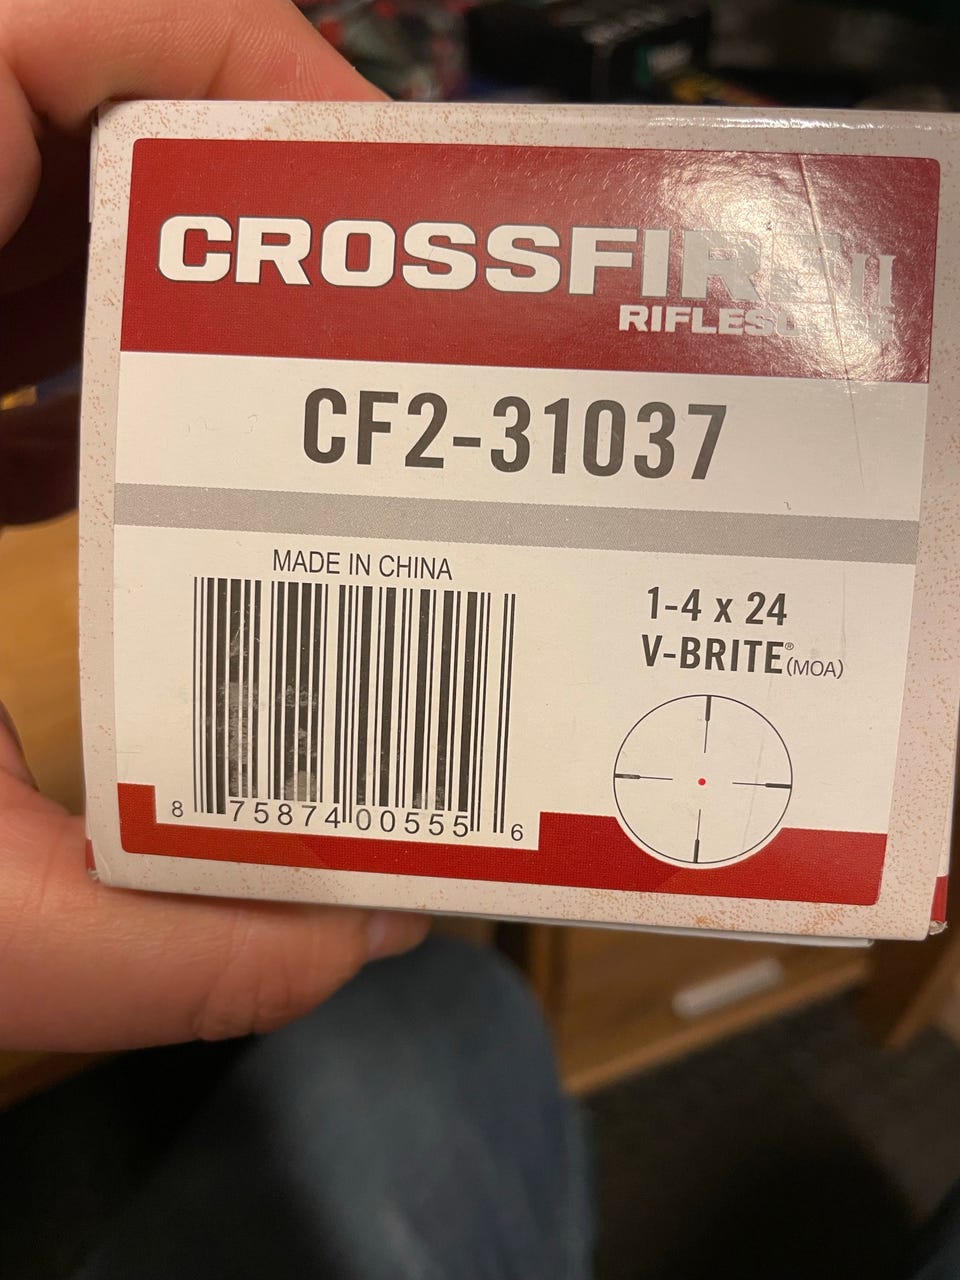 CROSSFIRE II
RIFLESCOPE
CF2-31037
MADE IN CHINA
1-4 x 24
V-BRITE® (MOA)
8 75874 00555 6